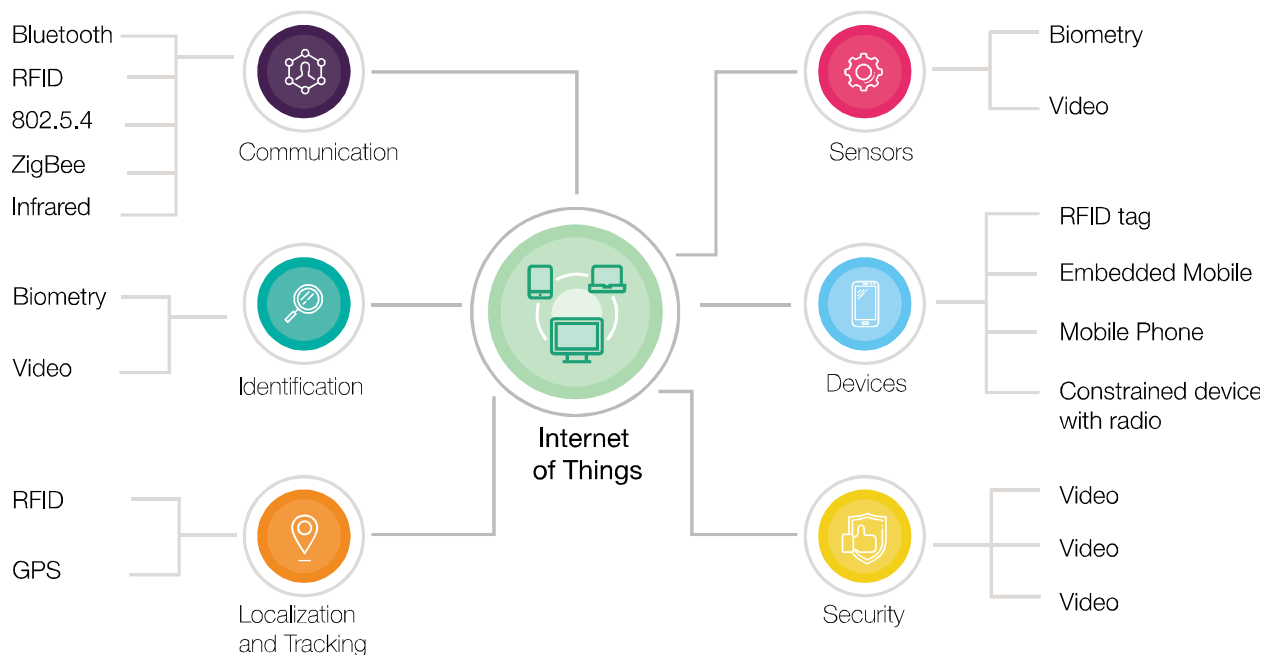 Bluetooth
RFID
802.5.4
ZigBee
Infrared
Communication
Biometry
Video
Identification
RFID
GPS
Localization
and Tracking
Internet
of Things
Biometry
Video
Sensors
RFID tag
Embedded Mobile
Mobile Phone
Constrained device
with radio
Devices
Video
Video
Video
Security